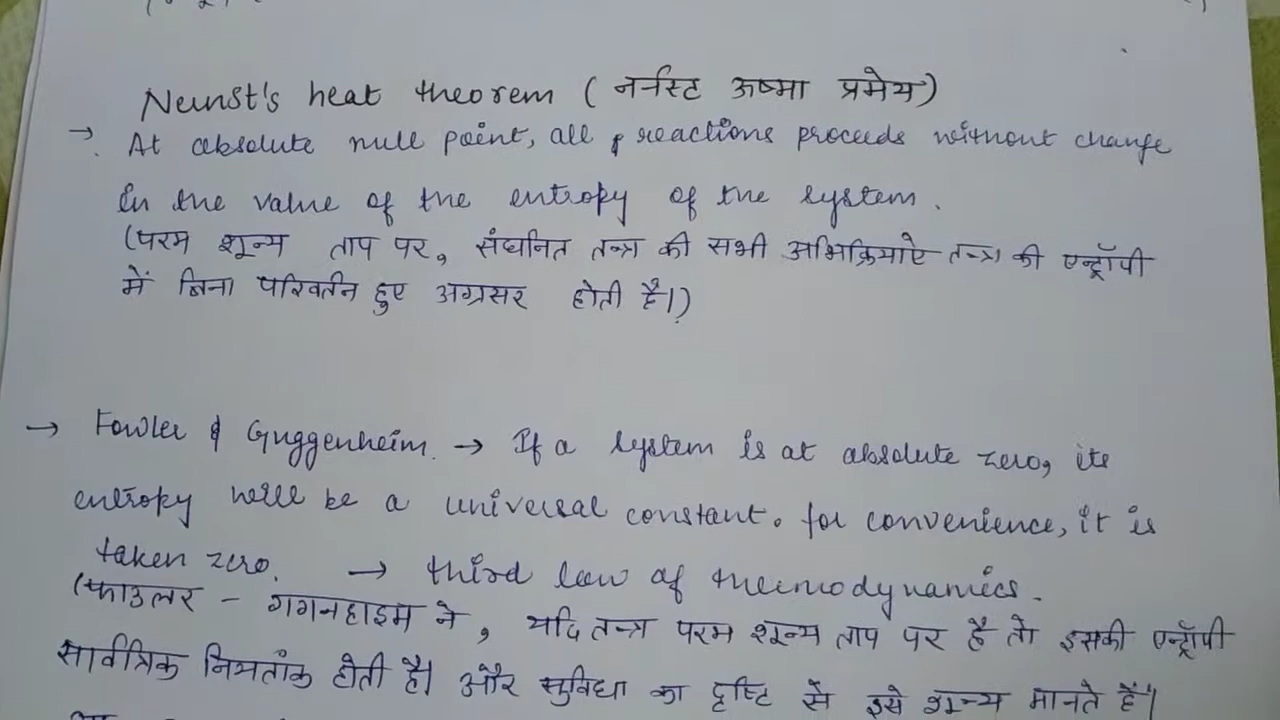 Nernst's heat theorem ( नर्नस्ट ऊष्मा प्रमेय)
→ At absolute null point, all reactions proceeds without change
in the value of the entropy of the system.
(परम शून्य ताप पर, संघनित तन्त्र की सभी अभिक्रियाऐ तन्त्र की एन्ट्रॉपी
में बिना परिवर्तन हुए अग्रसर होती है।)
→ Fowler & Guggenheim. → If a system is at absolute zero, its
entropy will be a universal constant. for convenience, it is
taken zero. → third law of thermodynamics.
(फाउलर - गगनहाइम ने, यदि तन्त्र परम शून्य ताप पर है तो इसकी एन्ट्रॉपी
सार्वत्रिक नियतांक होती है। और सुविधा का दृष्टि से इसे शून्य मानते हैं।